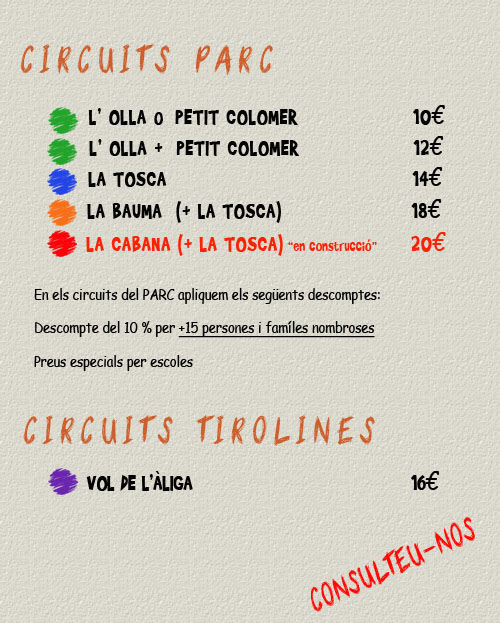 CIRCUITS PARC
L' OLLA O PETIT COLOMER 10€
L' OLLA + PETIT COLOMER 12€
LA TOSCA 14€
LA BAUMA (+ LA TOSCA) 18€
LA CABANA (+ LA TOSCA) "en construcció" 20€
En els circuits del PARC apliquem els següents descomptes:
Descompte del 10 % per +15 persones i famíles nombroses
Preus especials per escoles
CIRCUITS TIROLINES
VOL DE L'ÀLIGA 16€
CONSULTEU-NOS